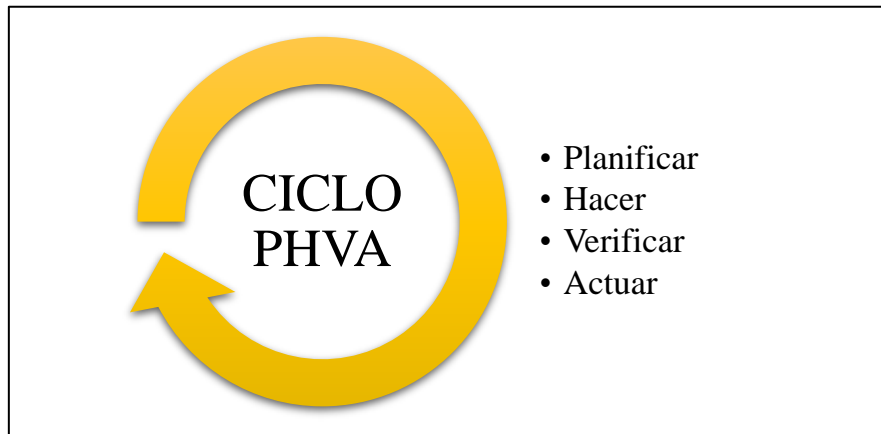 CICLO
PHVA
• Planificar
• Hacer
• Verificar
• Actuar